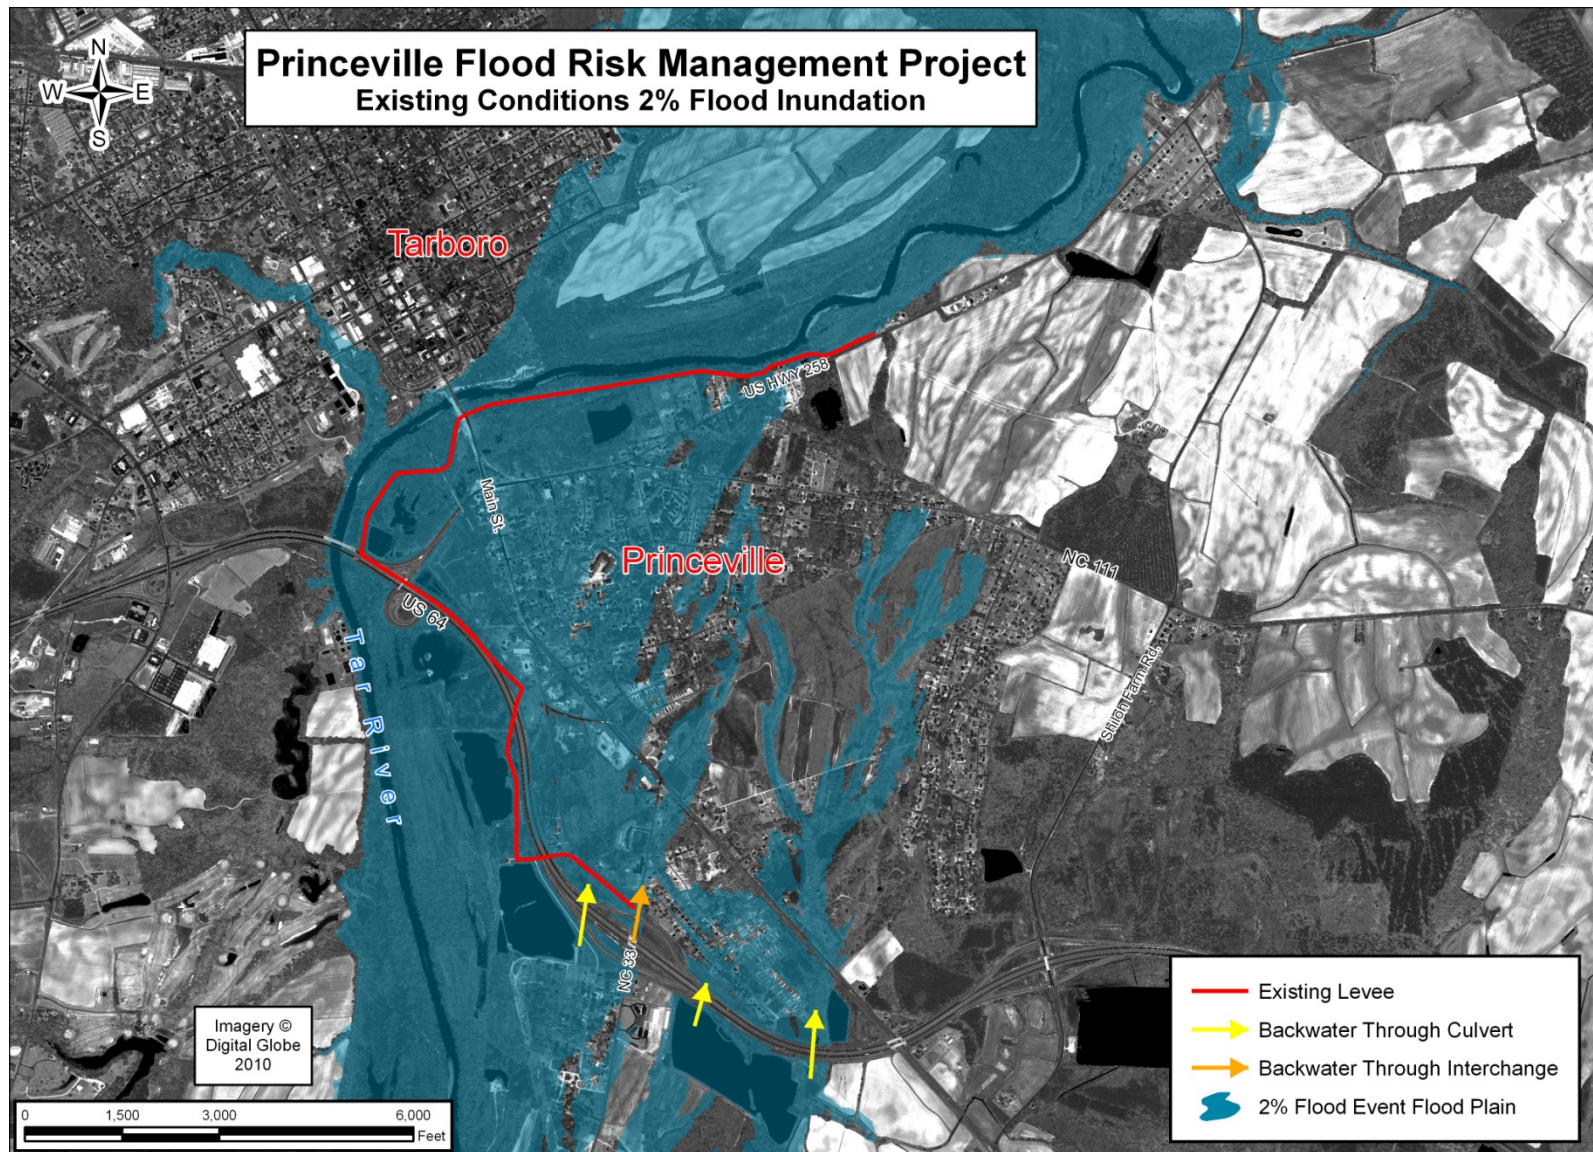 Princeville Flood Risk Management Project
Existing Conditions 2% Flood Inundation
N
W
E
S
Tarboro
US HWY 258
Main St.
Princeville
NC 111
US 64
Tar River
Shiloh Farm Rd.
NC 33
Imagery ©
Digital Globe
2010
0 1,500 3,000 6,000
Feet
Existing Levee
Backwater Through Culvert
Backwater Through Interchange
2% Flood Event Flood Plain